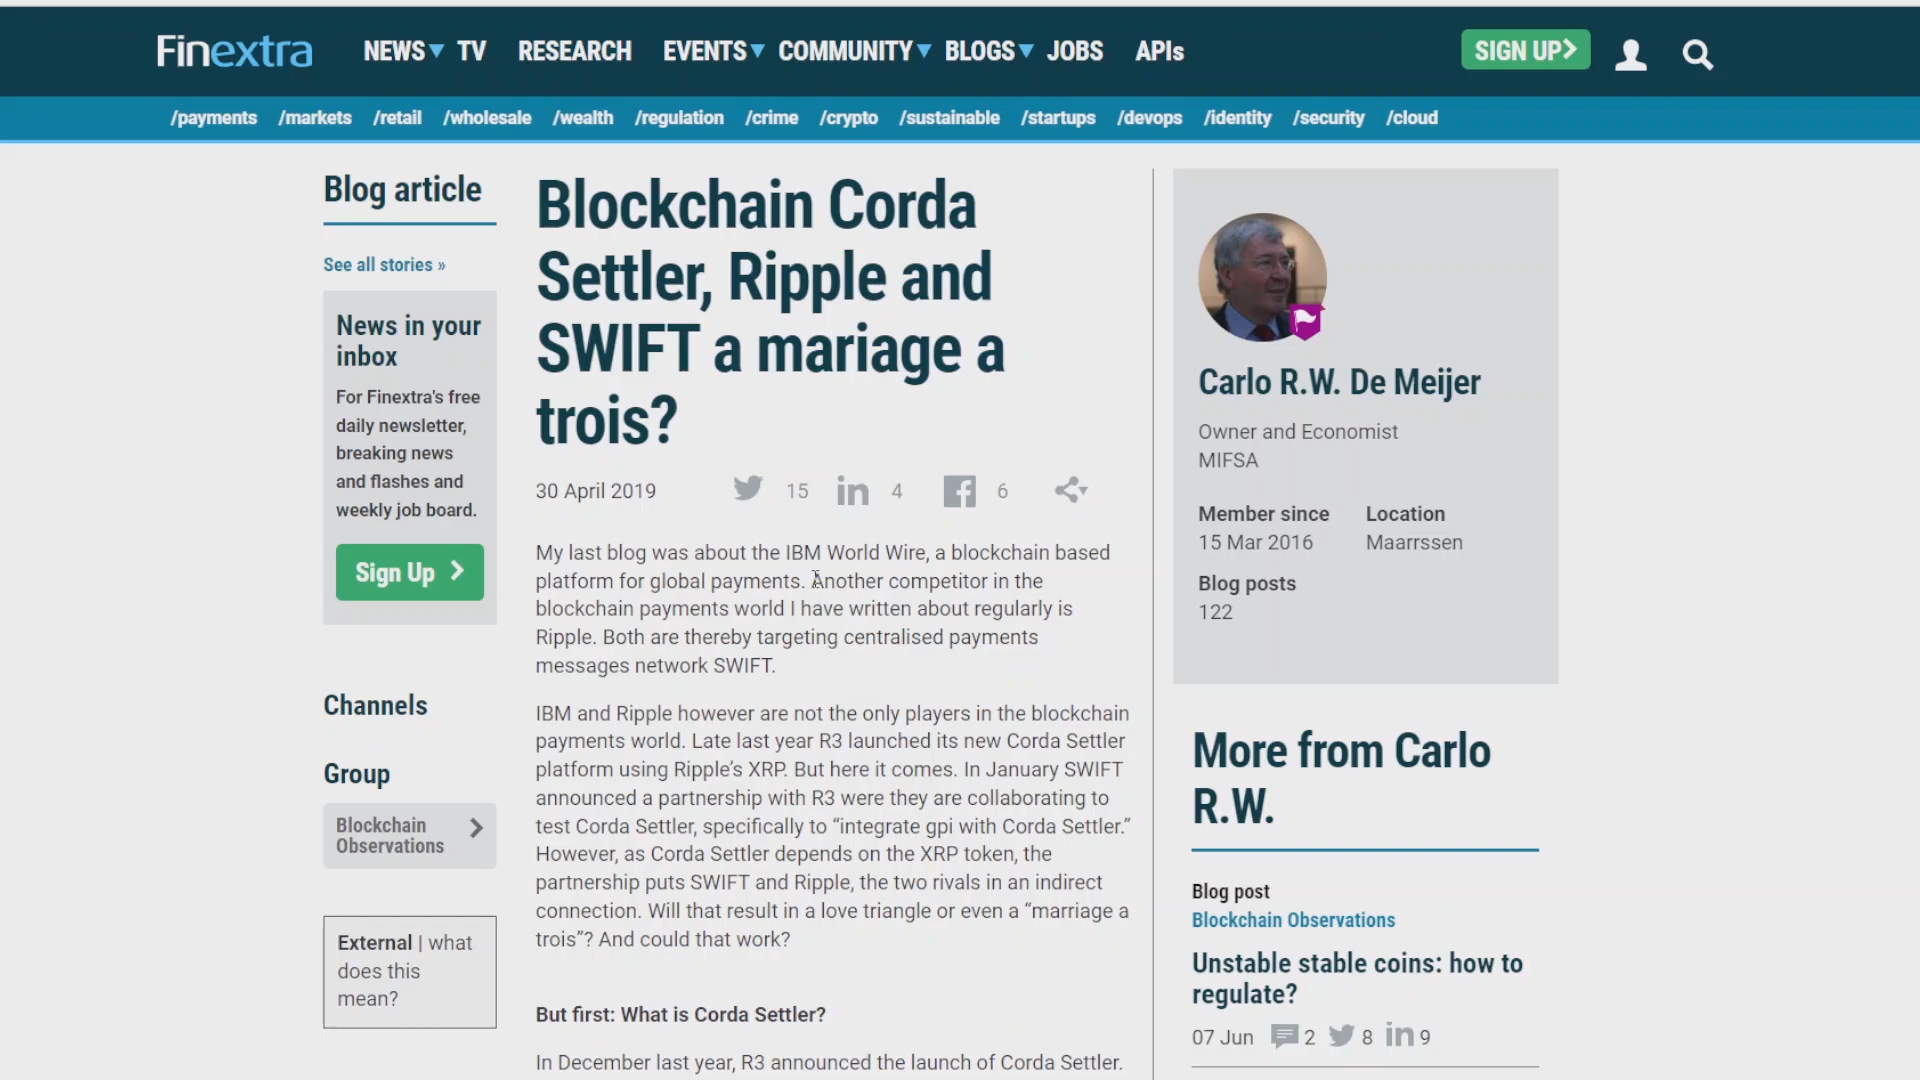 Finextra
NEWS TV RESEARCH EVENTS COMMUNITY BLOGS JOBS APIs
SIGN UP
/payments /markets /retail /wholesale /wealth /regulation /crime /crypto /sustainable /startups /devops /identity /security /cloud
Blog article
See all stories »
News in your
inbox
For Finextra's free
daily newsletter,
breaking news
and flashes and
weekly job board.
Sign Up
Channels
Group
Blockchain
Observations
External | what
does this
mean?
Blockchain Corda
Settler, Ripple and
SWIFT a mariage a
trois?
30 April 2019 15 4 6
My last blog was about the IBM World Wire, a blockchain based
platform for global payments. Another competitor in the
blockchain payments world I have written about regularly is
Ripple. Both are thereby targeting centralised payments
messages network SWIFT.
IBM and Ripple however are not the only players in the blockchain
payments world. Late last year R3 launched its new Corda Settler
platform using Ripple’s XRP. But here it comes. In January SWIFT
announced a partnership with R3 were they are collaborating to
test Corda Settler, specifically to “integrate gpi with Corda Settler.”
However, as Corda Settler depends on the XRP token, the
partnership puts SWIFT and Ripple, the two rivals in an indirect
connection. Will that result in a love triangle or even a “marriage a
trois”? And could that work?
But first: What is Corda Settler?
In December last year, R3 announced the launch of Corda Settler.
Carlo R.W. De Meijer
Owner and Economist
MIFSA
Member since Location
15 Mar 2016 Maarrssen
Blog posts
122
More from Carlo
R.W.
Blog post
Blockchain Observations
Unstable stable coins: how to
regulate?
07 Jun 2 8 9